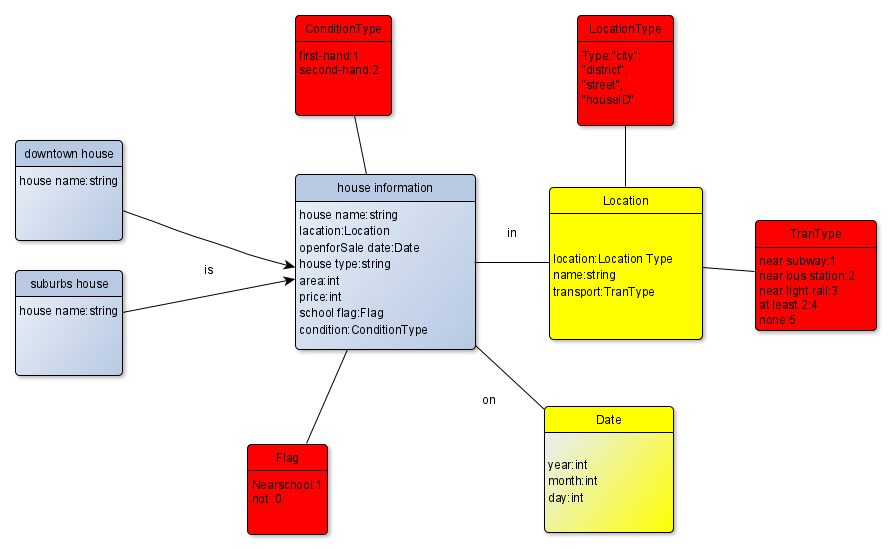 ConditionType
first-hand:1
second-hand:2
LocationType
Type:"city";
"district",
"street",
"houseID"
downtown house
house name:string
suburbs house
house name:string
is
house information
house name:string
lacation:Location
openforSale date:Date
house type:string
area:int
price:int
school flag:Flag
condition:ConditionType
in
Location
location:Location Type
name:string
transport:TranType
TranType
near subway:1
near bus station:2
near light rail:3
at least 2:4
none:5
on
Flag
Nearschool:1
not :0
Date
year:int
month:int
day:int